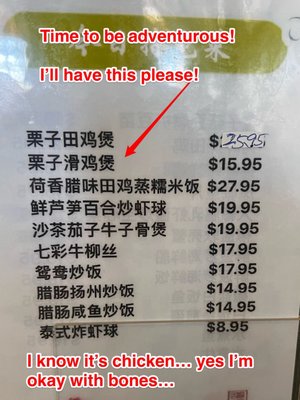 Time to be adventurous!
I'll have this please!
栗子田鸡煲 $25.95
栗子滑鸡煲 $15.95
荷香腊味田鸡蒸糯米饭 $27.95
鲜芦笋百合炒虾球 $19.95
沙茶茄子牛子骨煲 $19.95
七彩牛柳丝 $17.95
鸳鸯炒饭 $17.95
腊肠扬州炒饭 $14.95
腊肠咸鱼炒饭 $14.95
泰式炸虾球 $8.95
I know it's chicken... yes I'm
okay with bones...